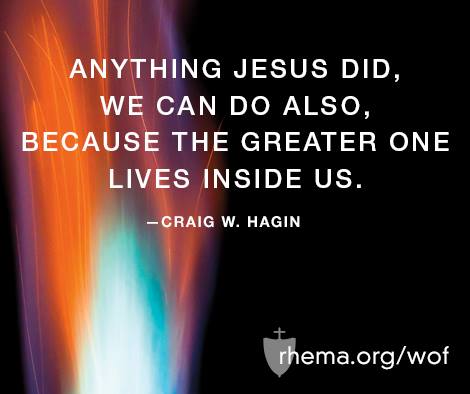 ANYTHING JESUS DID,
WE CAN DO ALSO,
BECAUSE THE GREATER ONE
LIVES INSIDE US.
—CRAIG W. HAGIN
rhema.org/wof